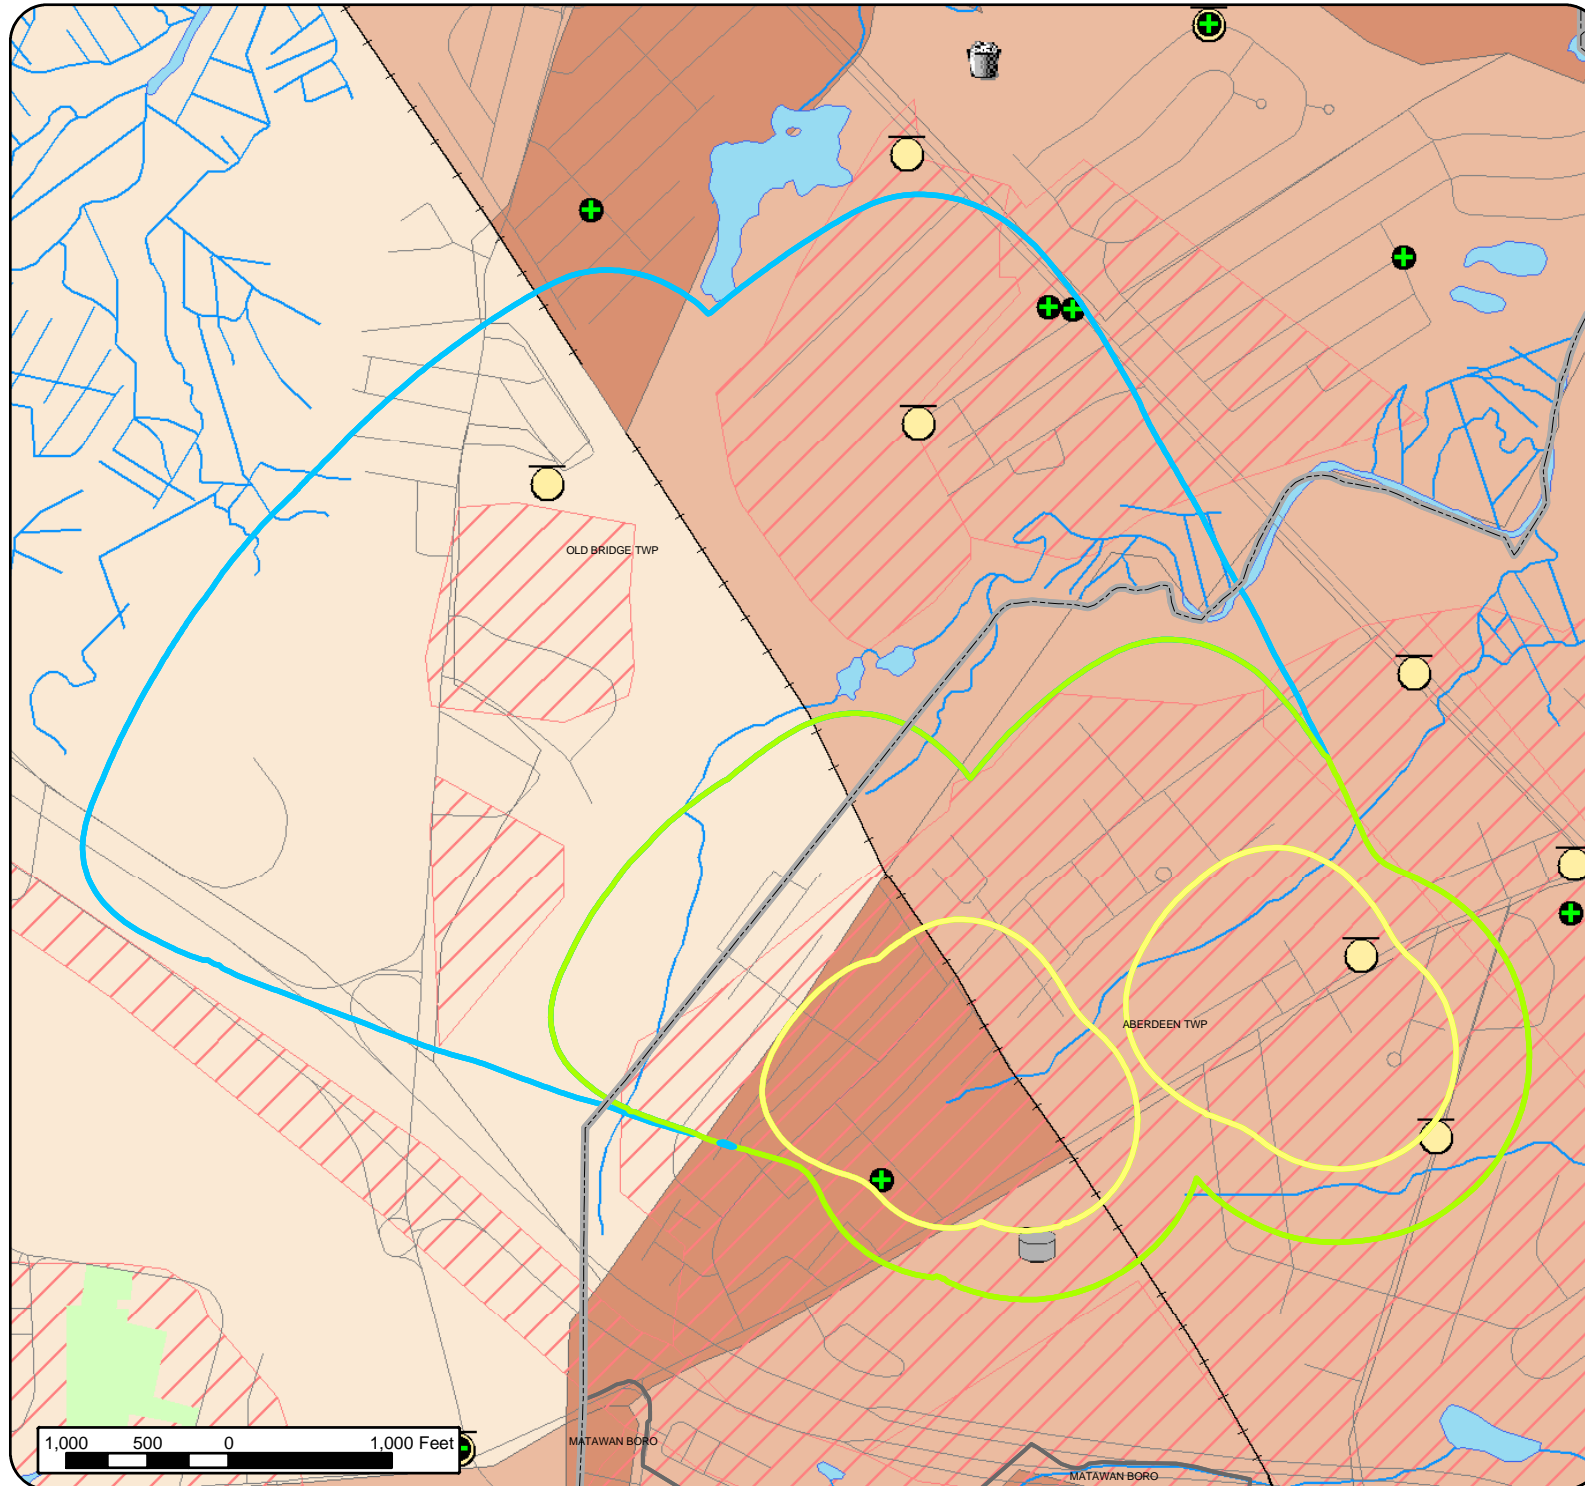 OLD BRIDGE TWP
ABERDEEN TWP
1,000 500 0 1,000 Feet
MATAWAN BORO
MATAWAN BORO